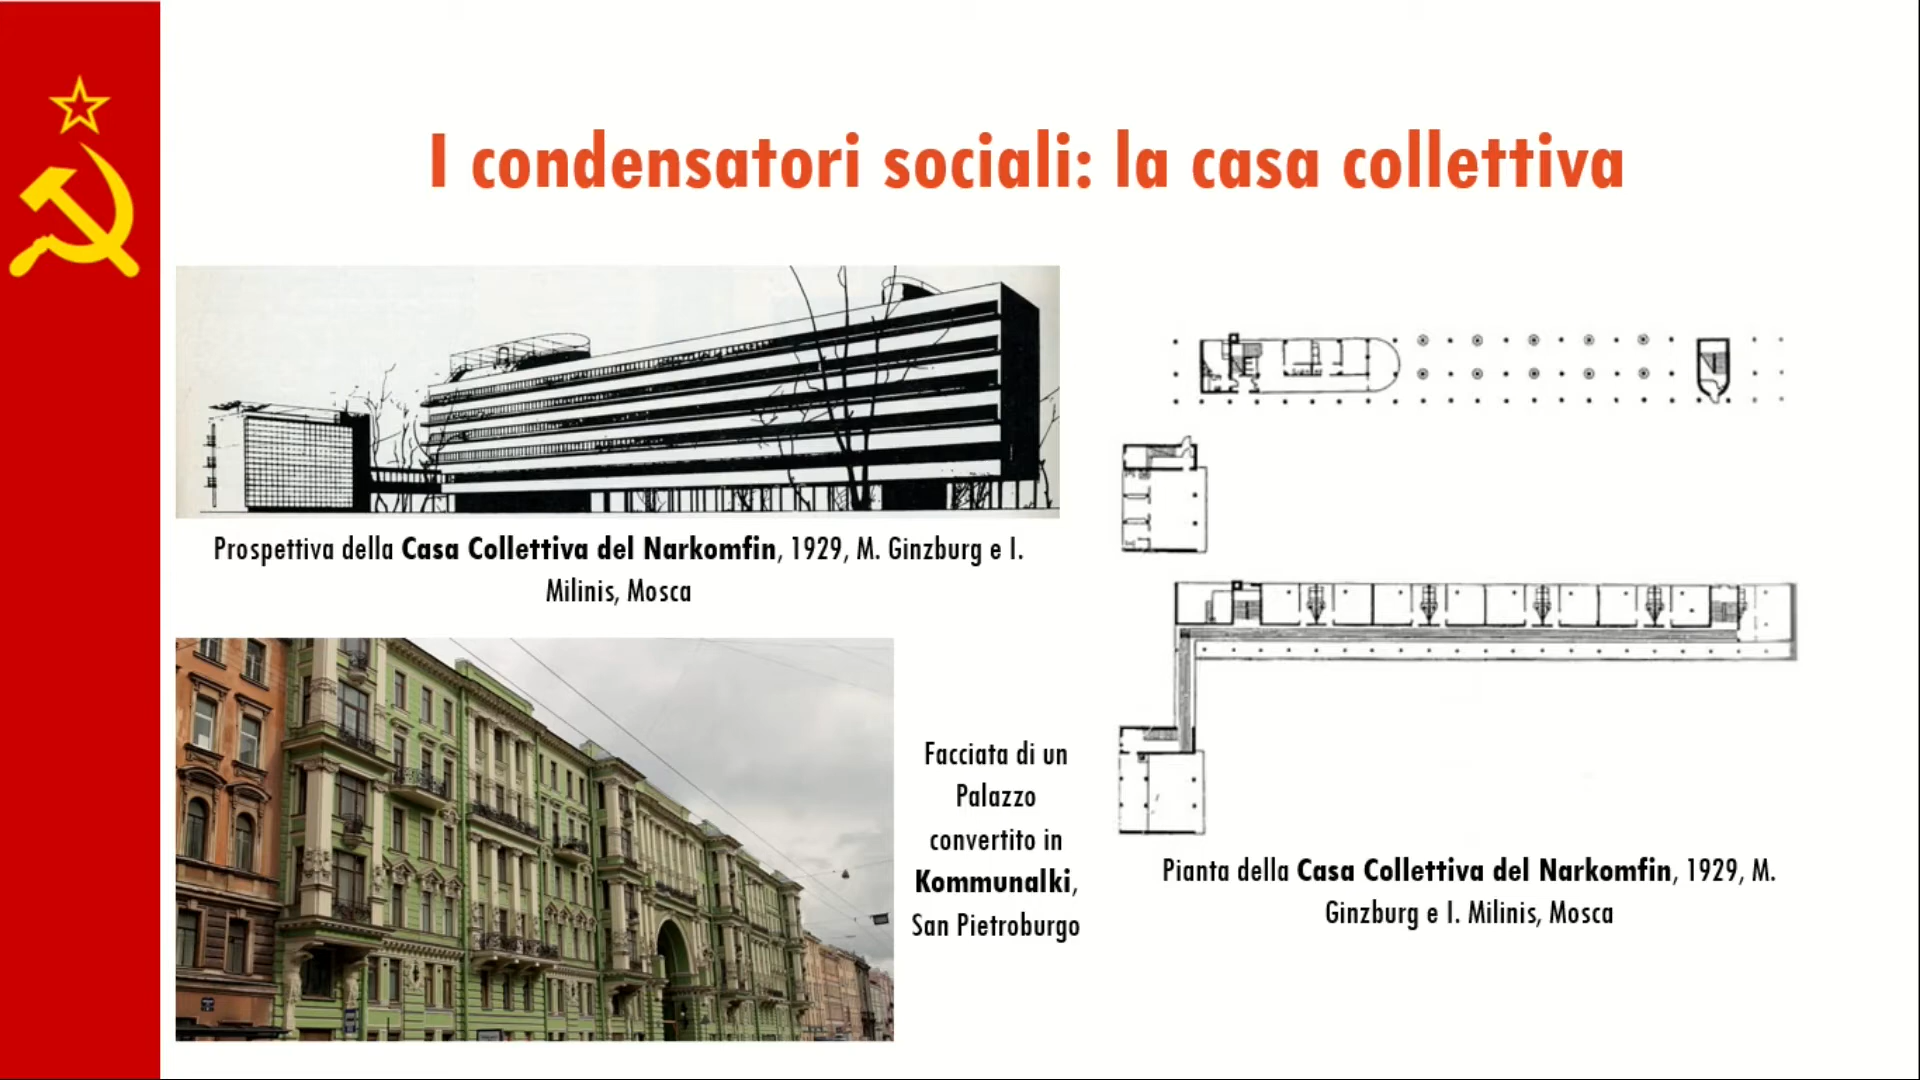 I condensatori sociali: la casa collettiva
Prospettiva della Casa Collettiva del Narkomfin, 1929, M. Ginzburg e I.
Milinis, Mosca
Facciata di un
Palazzo
convertito in
Kommunalki,
San Pietroburgo
Pianta della Casa Collettiva del Narkomfin, 1929, M.
Ginzburg e I. Milinis, Mosca